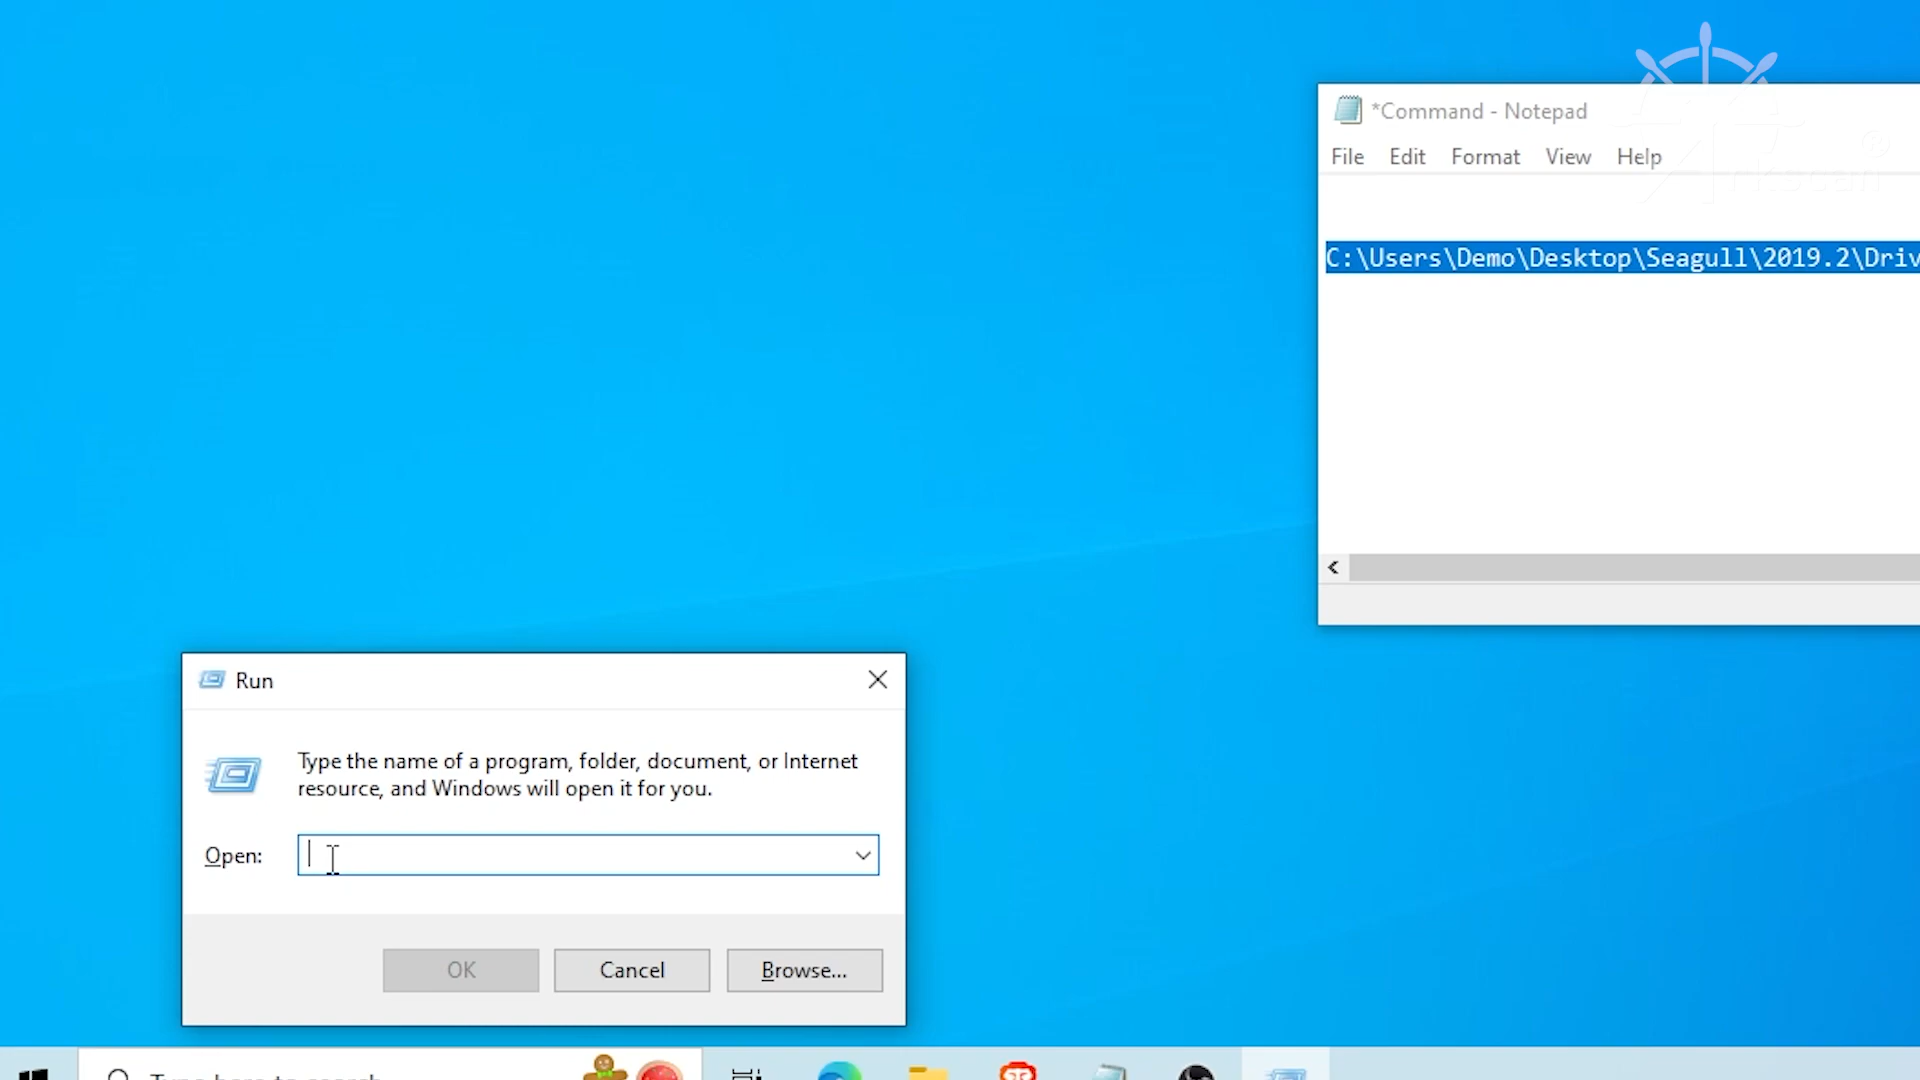 *Command - Notepad
File Edit Format View Help
C:\Users\Demo\Desktop\Seagull\2019.2\Driv
Run
Type the name of a program, folder, document, or Internet
resource, and Windows will open it for you.
Open:
OK Cancel Browse...
Type here to search